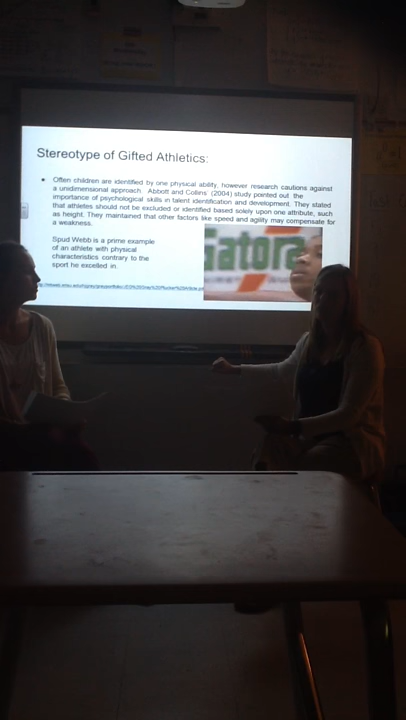 Stereotype of Gifted Athletics:
• Often children are identified by one physical ability, however research cautions against
a unidimensional approach. Abbott and Collins' (2004) study pointed out the
importance of psychological skills in talent identification and development. They stated
that athletes should not be excluded or identified based solely upon one attribute, such
as height. They maintained that other factors like speed and agility may compensate for
a weakness.
Spud Webb is a prime example
of an athlete with physical
characteristics contrary to the
sport he excelled in.
Gatora